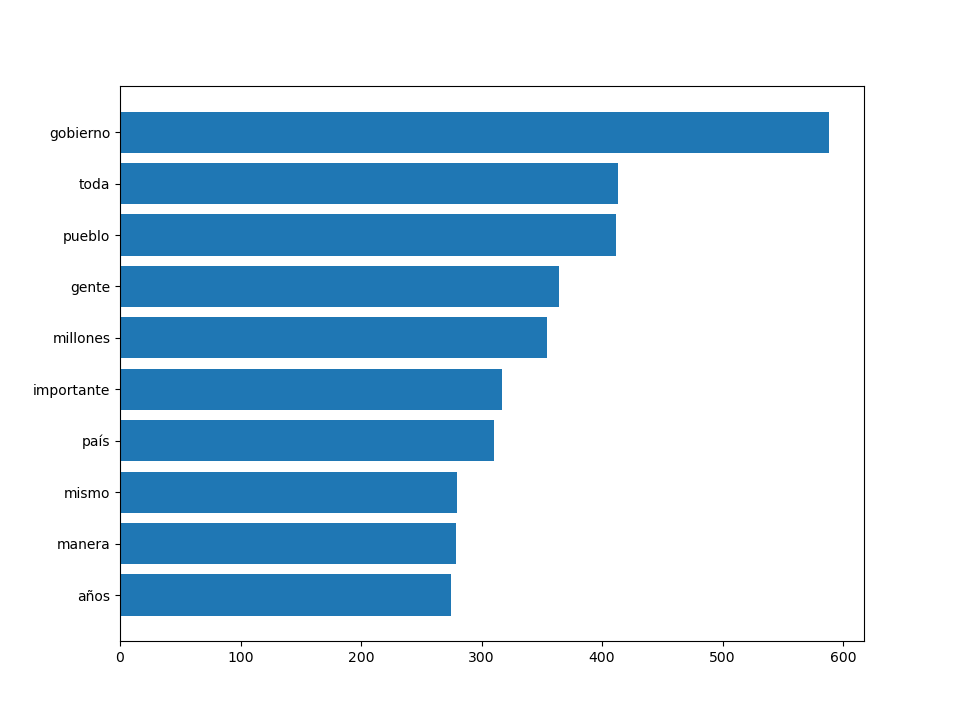 gobierno
toda
pueblo
gente
millones
importante
país
mismo
manera
años
0 100 200 300 400 500 600